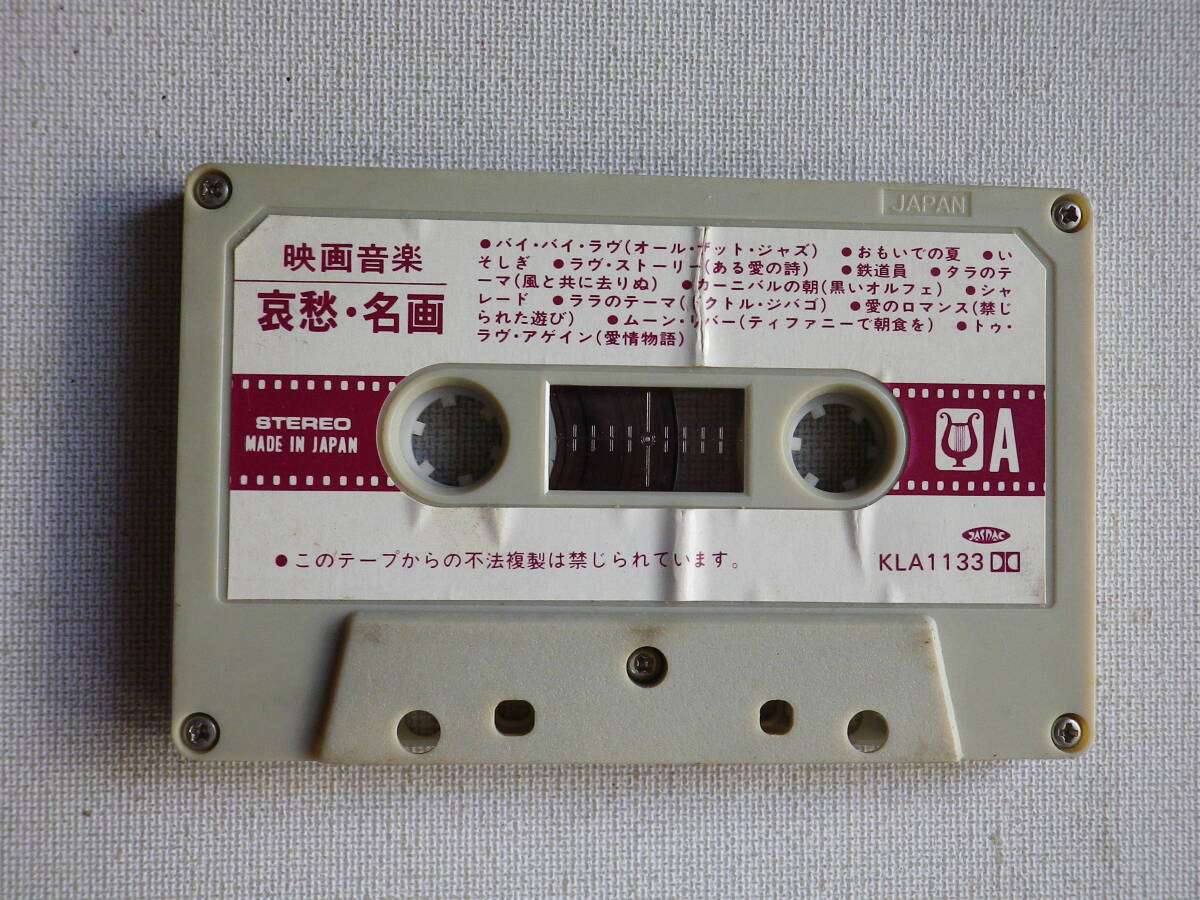 JAPAN
映画音楽
哀愁・名画
●バイ・バイ・ラヴ(オール・ザット・ジャズ) ●おもいでの夏 ●い
そしぎ ●ラヴ・ストーリー(ある愛の詩) ●鉄道員 ●タラのテ
ーマ(風と共に去りぬ) ●カーニバルの朝(黒いオルフェ) ●シャ
レード ●ララのテーマ(ドクトル・ジバゴ) ●愛のロマンス(禁じ
られた遊び) ●ムーン・リバー(ティファニーで朝食を) ●トゥ・
ラヴ・アゲイン(愛情物語)
STEREO
MADE IN JAPAN
A
JASRAC
●このテープからの不法複製は禁じられています。
KLA1133